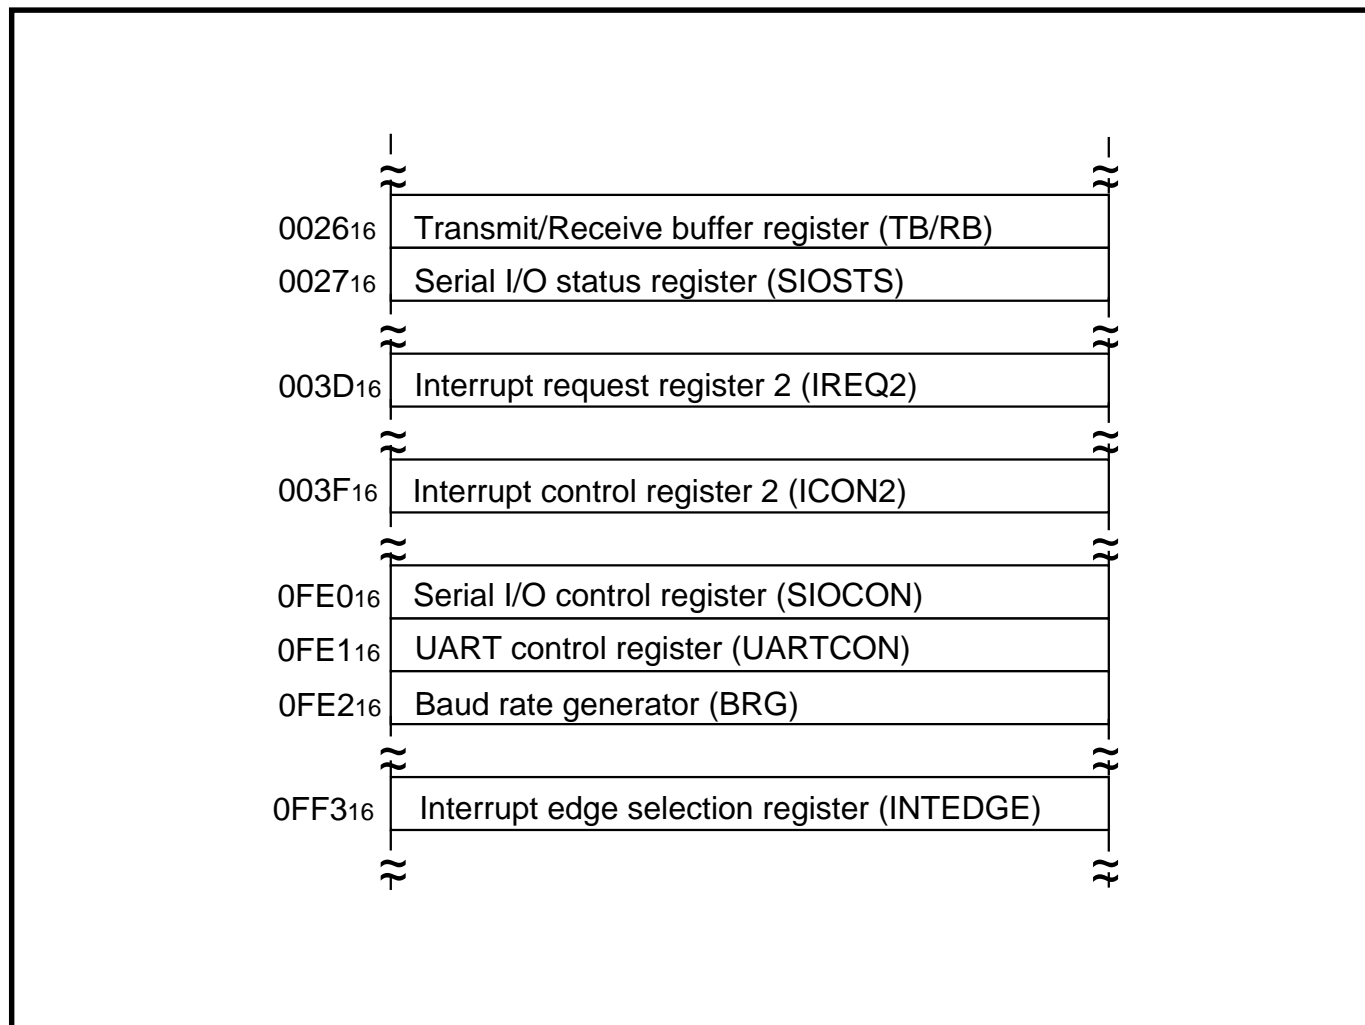 0026₁₆ Transmit/Receive buffer register (TB/RB)
0027₁₆ Serial I/O status register (SIOSTS)
003D₁₆ Interrupt request register 2 (IREQ2)
003F₁₆ Interrupt control register 2 (ICON2)
0FE0₁₆ Serial I/O control register (SIOCON)
0FE1₁₆ UART control register (UARTCON)
0FE2₁₆ Baud rate generator (BRG)
0FF3₁₆ Interrupt edge selection register (INTEDGE)